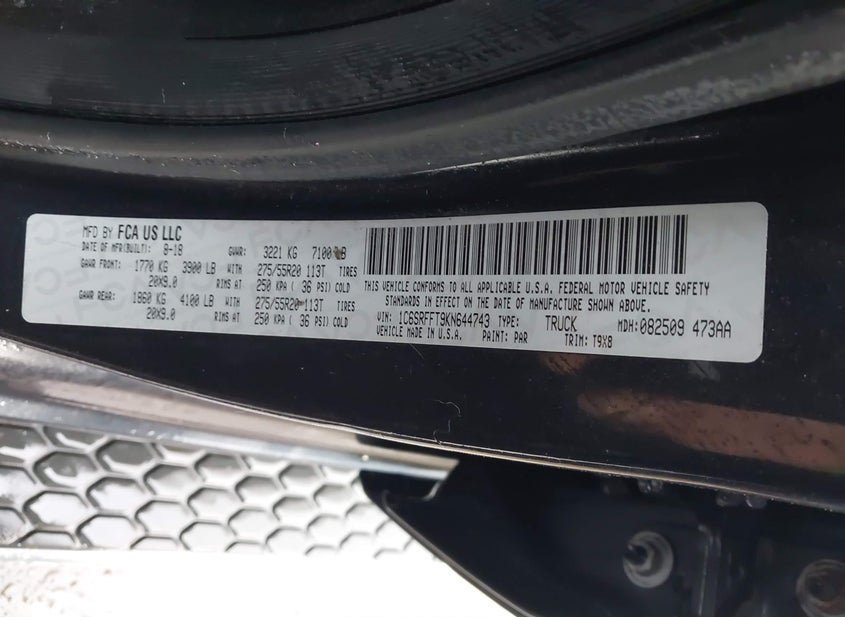 MFD BY FCA US LLC
DATE OF MFR(BUILT): 8-18 GVWR: 3221 KG 7100 LB
GAWR FRONT: 1770 KG 3900 LB WITH 275/55R20 113T TIRES
20X9.0 RIMS AT 250 KPA ( 36 PSI) COLD
GAWR REAR: 1860 KG 4100 LB WITH 275/55R20 113T TIRES
20X9.0 RIMS AT 250 KPA ( 36 PSI) COLD
THIS VEHICLE CONFORMS TO ALL APPLICABLE U.S.A. FEDERAL MOTOR VEHICLE SAFETY
STANDARDS IN EFFECT ON THE DATE OF MANUFACTURE SHOWN ABOVE.
VIN: 1C6SRFFT9KN644743 TYPE: TRUCK MDH:082509 473AA
VEHICLE MADE IN U.S.A. PAINT: PAR TRIM: T9X8